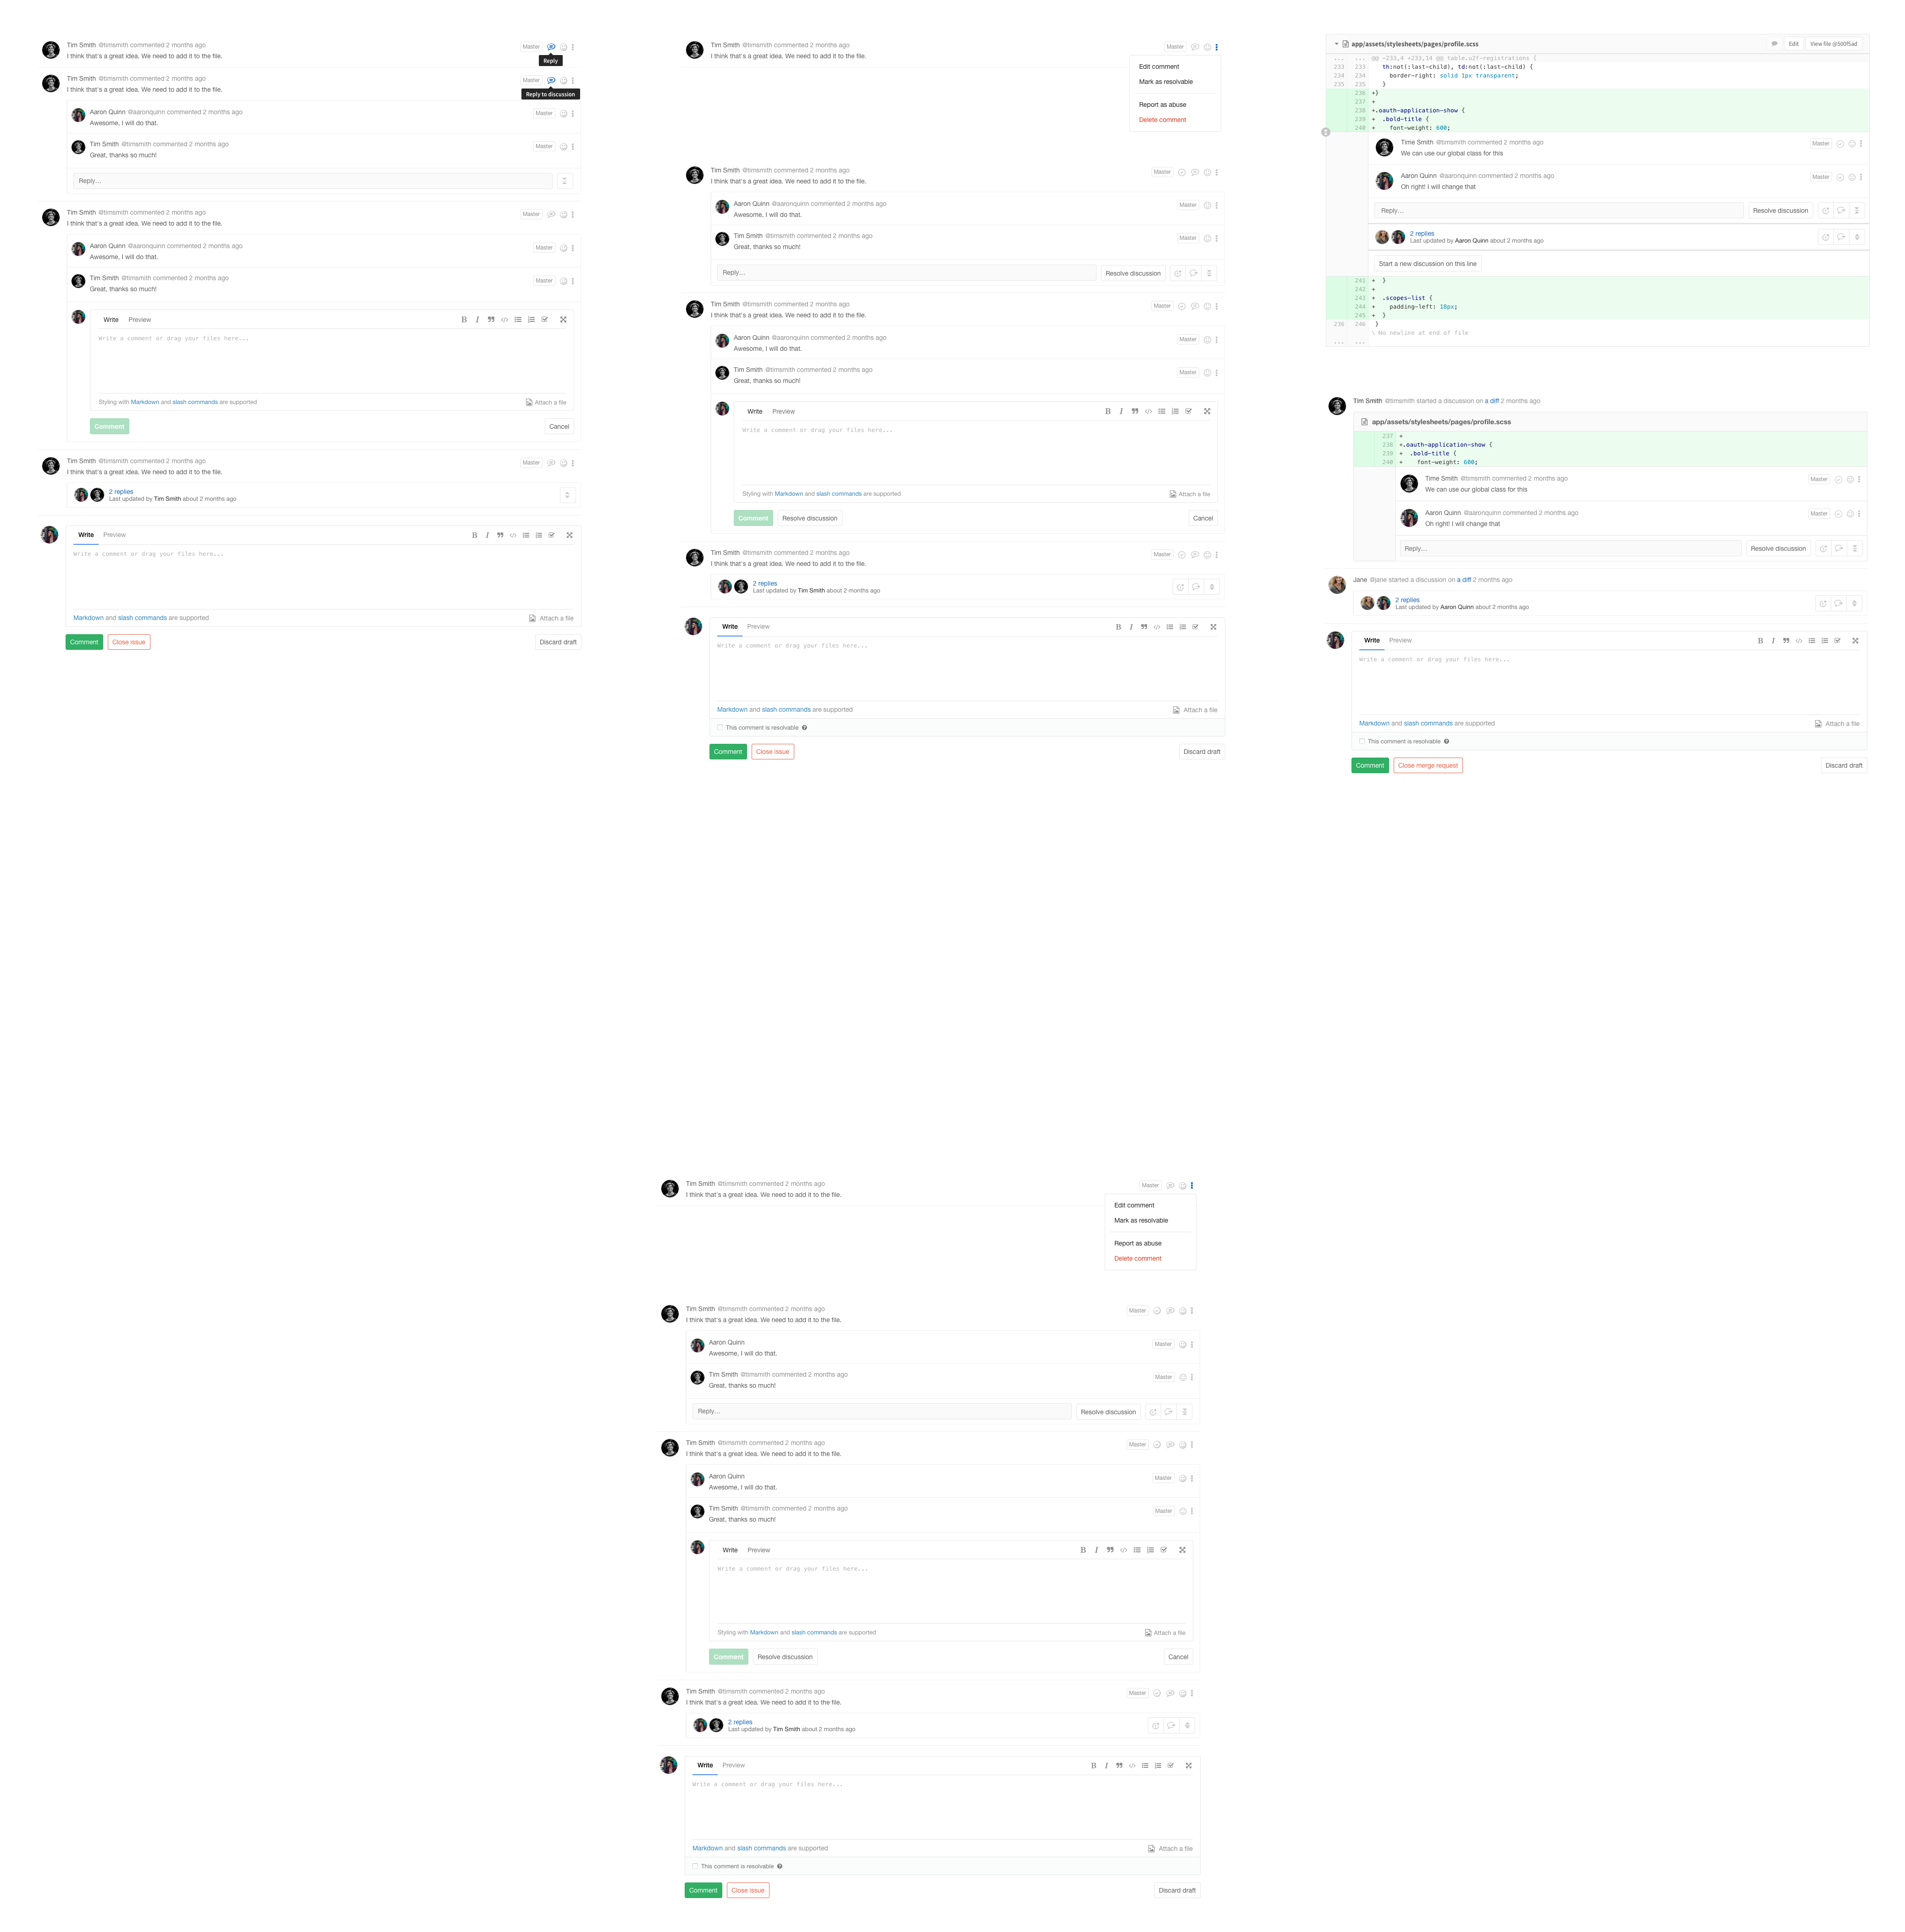 Tim Smith @timsmith commented 2 months ago
Master
I think that's a great idea. We need to add it to the file.
Reply
Tim Smith @timsmith commented 2 months ago
Master
I think that's a great idea. We need to add it to the file.
Reply to discussion
Aaron Quinn @aaronquinn commented 2 months ago
Master
Awesome, I will do that.
Tim Smith @timsmith commented 2 months ago
Master
Great, thanks so much!
Reply...
Tim Smith @timsmith commented 2 months ago
Master
I think that's a great idea. We need to add it to the file.
Aaron Quinn @aaronquinn commented 2 months ago
Master
Awesome, I will do that.
Tim Smith @timsmith commented 2 months ago
Master
Great, thanks so much!
Write Preview
Write a comment or drag your files here...
Styling with Markdown and slash commands are supported
Attach a file
Comment
Cancel
Tim Smith @timsmith commented 2 months ago
Master
I think that's a great idea. We need to add it to the file.
2 replies
Last updated by Tim Smith about 2 months ago
Write Preview
Write a comment or drag your files here...
Markdown and slash commands are supported
Attach a file
Comment Close issue
Discard draft
Tim Smith @timsmith commented 2 months ago
Master
I think that's a great idea. We need to add it to the file.
Edit comment
Mark as resolvable
Report as abuse
Delete comment
Tim Smith @timsmith commented 2 months ago
Master
I think that's a great idea. We need to add it to the file.
Aaron Quinn @aaronquinn commented 2 months ago
Master
Awesome, I will do that.
Tim Smith @timsmith commented 2 months ago
Master
Great, thanks so much!
Reply...
Resolve discussion
Tim Smith @timsmith commented 2 months ago
Master
I think that's a great idea. We need to add it to the file.
Aaron Quinn @aaronquinn commented 2 months ago
Master
Awesome, I will do that.
Tim Smith @timsmith commented 2 months ago
Master
Great, thanks so much!
Write Preview
Write a comment or drag your files here...
Styling with Markdown and slash commands are supported
Attach a file
Comment Resolve discussion
Cancel
Tim Smith @timsmith commented 2 months ago
Master
I think that's a great idea. We need to add it to the file.
2 replies
Last updated by Tim Smith about 2 months ago
Write Preview
Write a comment or drag your files here...
Markdown and slash commands are supported
Attach a file
This comment is resolvable
Comment Close issue
Discard draft
app/assets/stylesheets/pages/profile.scss
Edit View file @500f5ad
... ... @@ -233,4 +233,14 @@ table.u2f-registrations {
233 233 th:not(:last-child), td:not(:last-child) {
234 234 border-right: solid 1px transparent;
235 235 }
236 +}
237 +
238 +.oauth-application-show {
239 + .bold-title {
240 + font-weight: 600;
Time Smith @timsmith commented 2 months ago
Master
We can use our global class for this
Aaron Quinn @aaronquinn commented 2 months ago
Master
Oh right! I will change that
Reply...
Resolve discussion
2 replies
Last updated by Aaron Quinn about 2 months ago
Start a new discussion on this line
241 + }
242 +
243 + .scopes-list {
244 + padding-left: 18px;
245 + }
236 246 }
\ No newline at end of file
... ...
Tim Smith @timsmith started a discussion on a diff 2 months ago
app/assets/stylesheets/pages/profile.scss
237 +
238 +.oauth-application-show {
239 + .bold-title {
240 + font-weight: 600;
Time Smith @timsmith commented 2 months ago
Master
We can use our global class for this
Aaron Quinn @aaronquinn commented 2 months ago
Master
Oh right! I will change that
Reply...
Resolve discussion
Jane @jane started a discussion on a diff 2 months ago
2 replies
Last updated by Aaron Quinn about 2 months ago
Write Preview
Write a comment or drag your files here...
Markdown and slash commands are supported
Attach a file
This comment is resolvable
Comment Close merge request
Discard draft
Tim Smith @timsmith commented 2 months ago
Master
I think that's a great idea. We need to add it to the file.
Edit comment
Mark as resolvable
Report as abuse
Delete comment
Tim Smith @timsmith commented 2 months ago
Master
I think that's a great idea. We need to add it to the file.
Aaron Quinn
Master
Awesome, I will do that.
Tim Smith @timsmith commented 2 months ago
Master
Great, thanks so much!
Reply...
Resolve discussion
Tim Smith @timsmith commented 2 months ago
Master
I think that's a great idea. We need to add it to the file.
Aaron Quinn
Master
Awesome, I will do that.
Tim Smith @timsmith commented 2 months ago
Master
Great, thanks so much!
Write Preview
Write a comment or drag your files here...
Styling with Markdown and slash commands are supported
Attach a file
Comment Resolve discussion
Cancel
Tim Smith @timsmith commented 2 months ago
Master
I think that's a great idea. We need to add it to the file.
2 replies
Last updated by Tim Smith about 2 months ago
Write Preview
Write a comment or drag your files here...
Markdown and slash commands are supported
Attach a file
This comment is resolvable
Comment Close issue
Discard draft